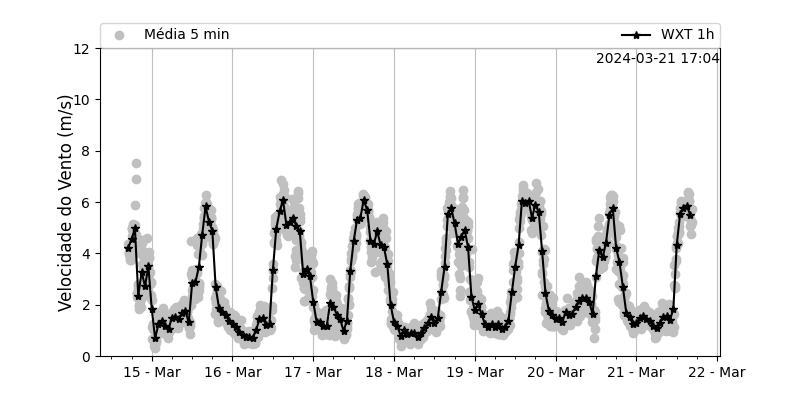 Média 5 min
WXT 1h
2024-03-21 17:04
Velocidade do Vento (m/s)
12
10
8
6
4
2
0
15 - Mar 16 - Mar 17 - Mar 18 - Mar 19 - Mar 20 - Mar 21 - Mar 22 - Mar